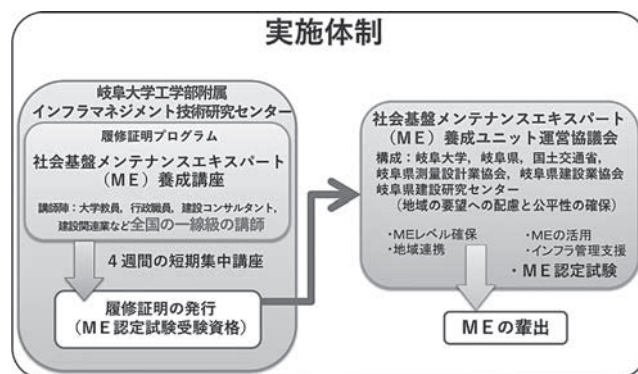 実施体制
岐阜大学工学部附属
インフラマネジメント技術研究センター
履修証明プログラム
社会基盤メンテナンスエキスパート
（ＭＥ）養成講座
講師陣：大学教員，行政職員，建設コンサルタント，
建設関連業など全国の一線級の講師
４週間の短期集中講座
履修証明の発行
（ＭＥ認定試験受験資格）
社会基盤メンテナンスエキスパート
（ＭＥ）養成ユニット運営協議会
構成：岐阜大学，岐阜県，国土交通省，
岐阜県測量設計業協会，岐阜県建設業協会
岐阜県建設研究センター
（地域の要望への配慮と公平性の確保）
・ＭＥレベル確保 ・ＭＥの活用
・地域連携 ・インフラ管理支援
・ＭＥ認定試験
ＭＥの輩出